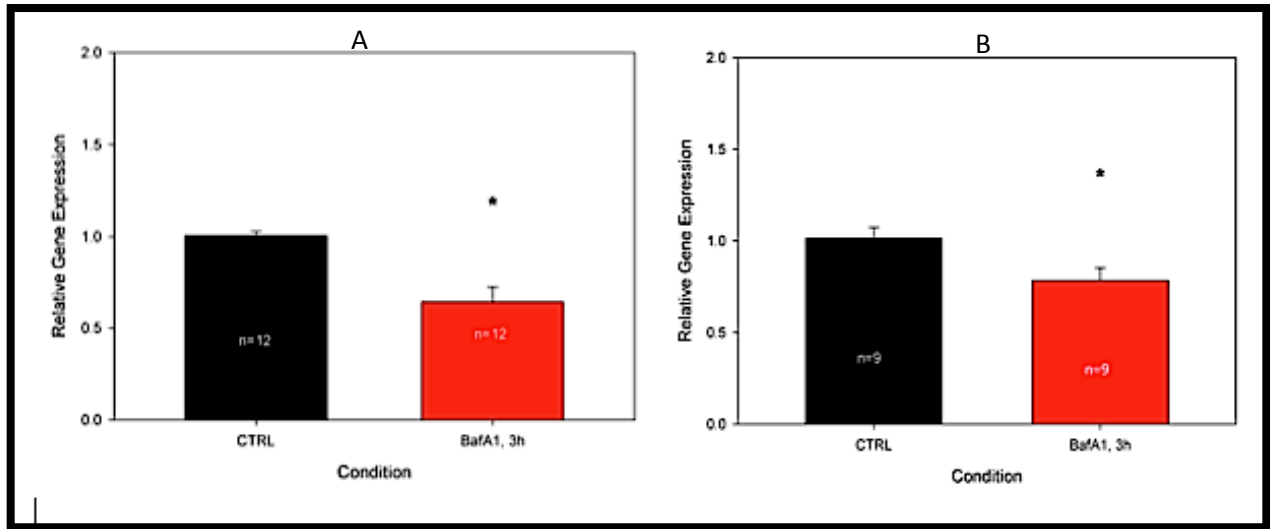 A
Relative Gene Expression
2.0
1.5
1.0
0.5
0.0
*
n=12
n=12
CTRL
BafA1, 3h
Condition
B
Relative Gene Expression
2.0
1.5
1.0
0.5
0.0
*
n=9
n=9
CTRL
BafA1, 3h
Condition